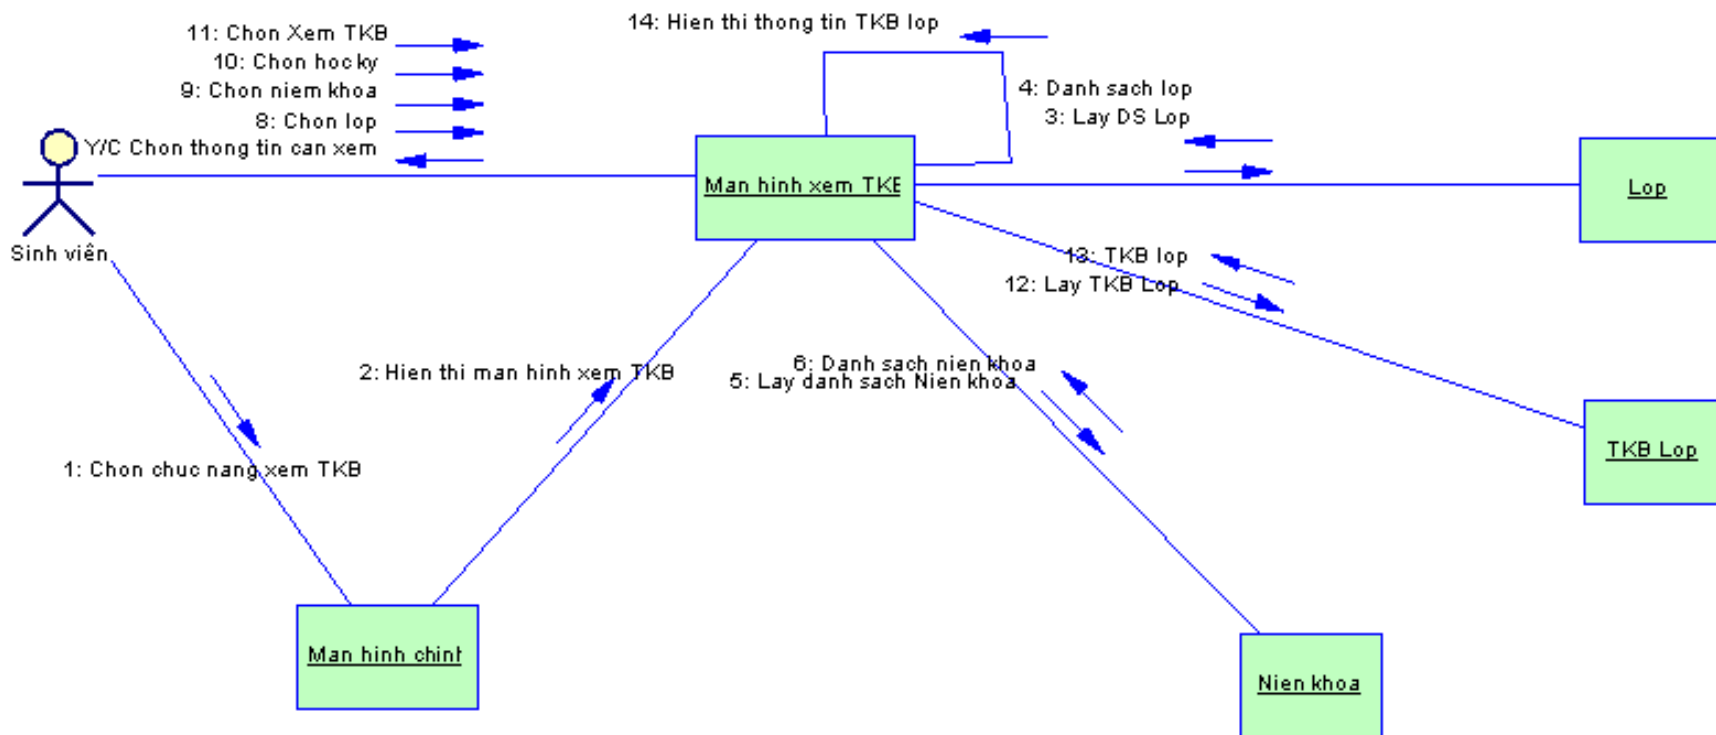 11: Chon Xem TKB
10: Chon hoc ky
9: Chon niem khoa
8: Chon lop
Y/C Chon thong tin can xem
14: Hien thi thong tin TKB lop
4: Danh sach lop
3: Lay DS Lop
Man hinh xem TKB
Lop
Sinh viên
13: TKB lop
12: Lay TKB Lop
2: Hien thi man hinh xem TKB
6: Danh sach nien khoa
5: Lay danh sach Nien khoa
1: Chon chuc nang xem TKB
TKB Lop
Man hinh chinh
Nien khoa